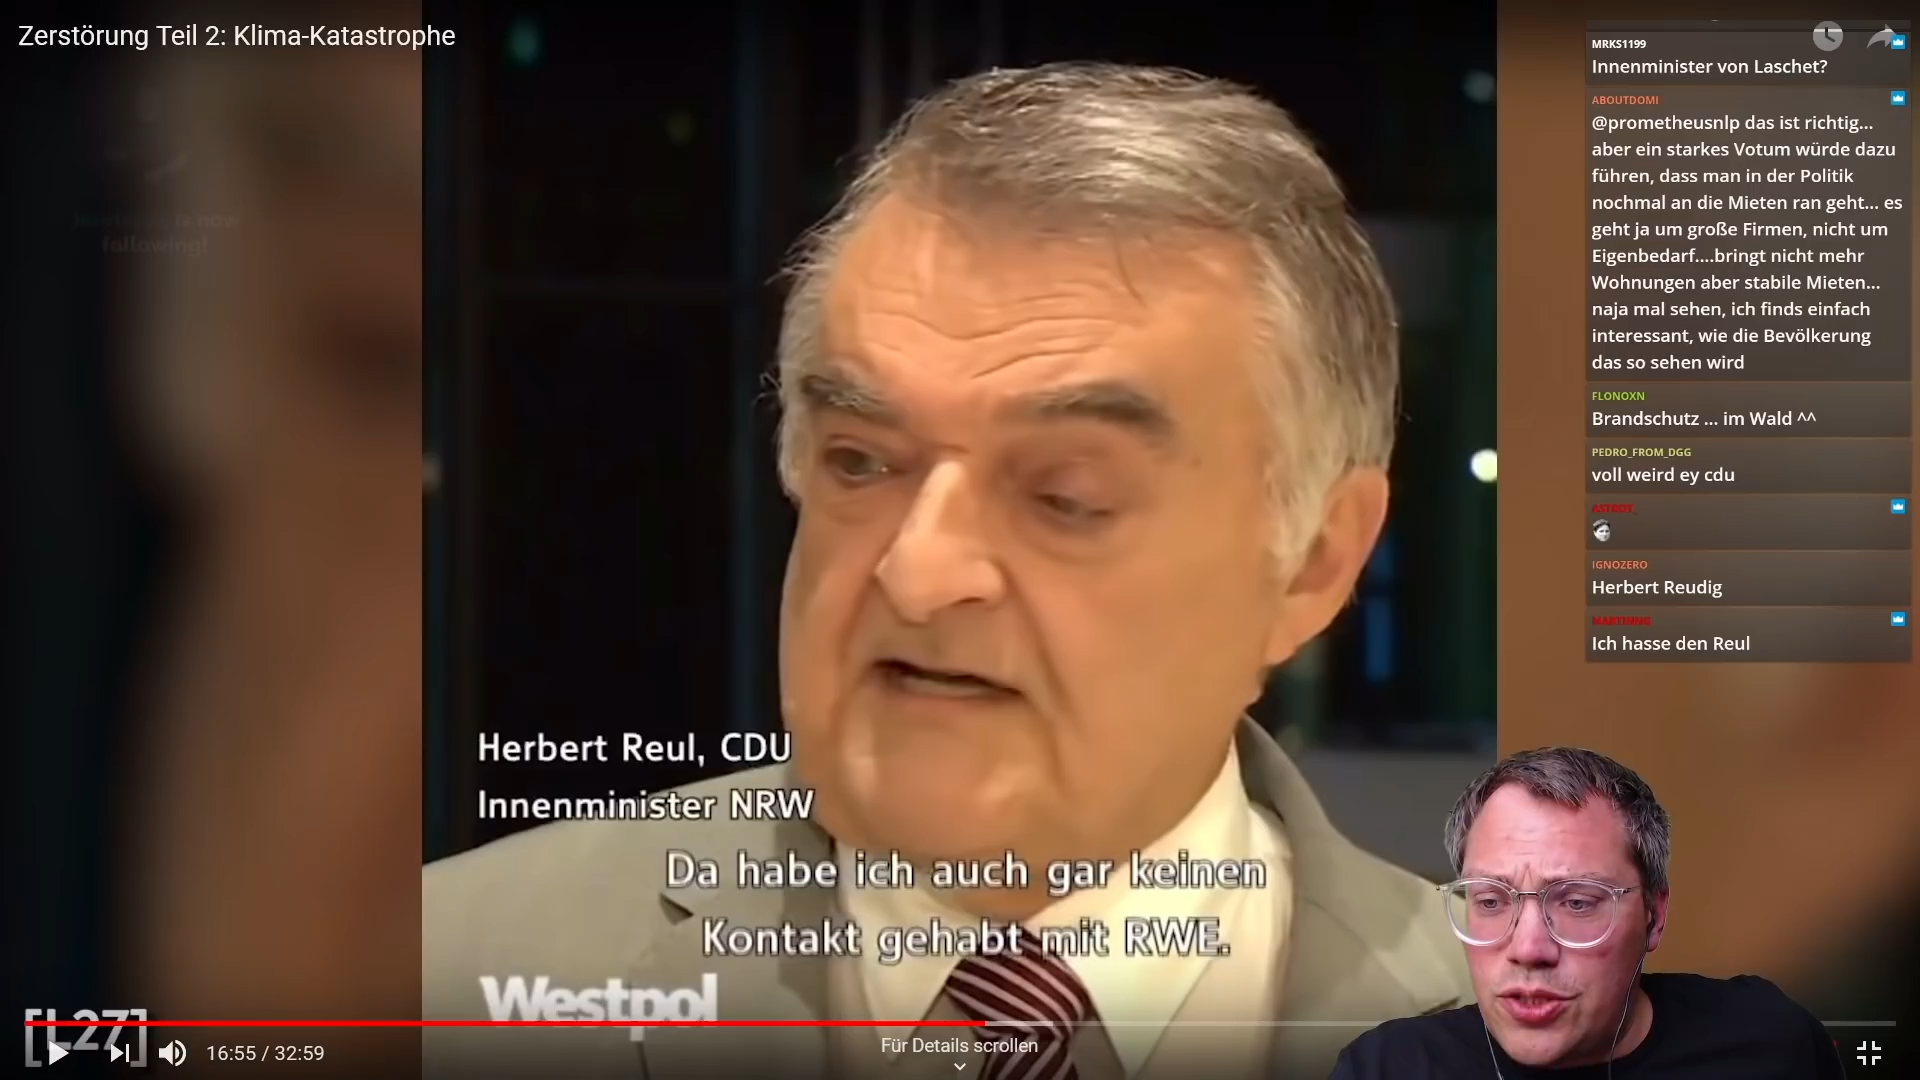 Zerstörung Teil 2: Klima-Katastrophe
is now
following!
MRKS1199
Innenminister von Laschet?
ABOUTDOMI
@prometheusnlp das ist richtig...
aber ein starkes Votum würde dazu
führen, dass man in der Politik
nochmal an die Mieten ran geht... es
geht ja um große Firmen, nicht um
Eigenbedarf....bringt nicht mehr
Wohnungen aber stabile Mieten...
naja mal sehen, ich finds einfach
interessant, wie die Bevölkerung
das so sehen wird
FLONOXN
Brandschutz ... im Wald ^^
PEDRO_FROM_DGG
voll weird ey cdu
IGNOZERO
Herbert Reudig
Ich hasse den Reul
Herbert Reul, CDU
Innenminister NRW
Da habe ich auch gar keinen
Kontakt gehabt mit RWE.
Westpol
[L27]
16:55 / 32:59
Für Details scrollen